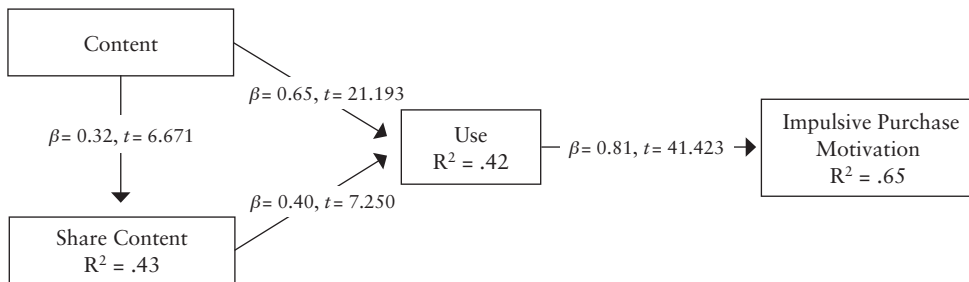 Content
β= 0.65, t= 21.193
β= 0.32, t= 6.671
Use
R² = .42
β= 0.81, t= 41.423
Impulsive Purchase
Motivation
R² = .65
β= 0.40, t= 7.250
Share Content
R² = .43